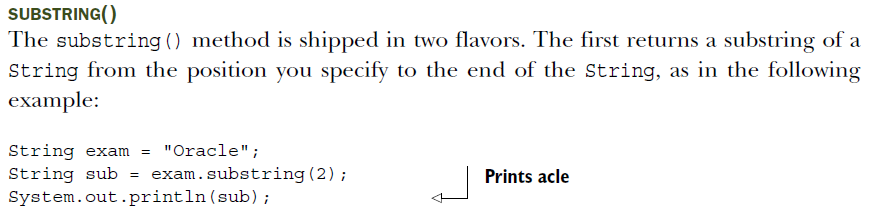 SUBSTRING()
The substring() method is shipped in two flavors. The first returns a substring of a
String from the position you specify to the end of the String, as in the following
example:
String exam = "Oracle";
String sub = exam.substring(2);
System.out.println(sub);
Prints acle